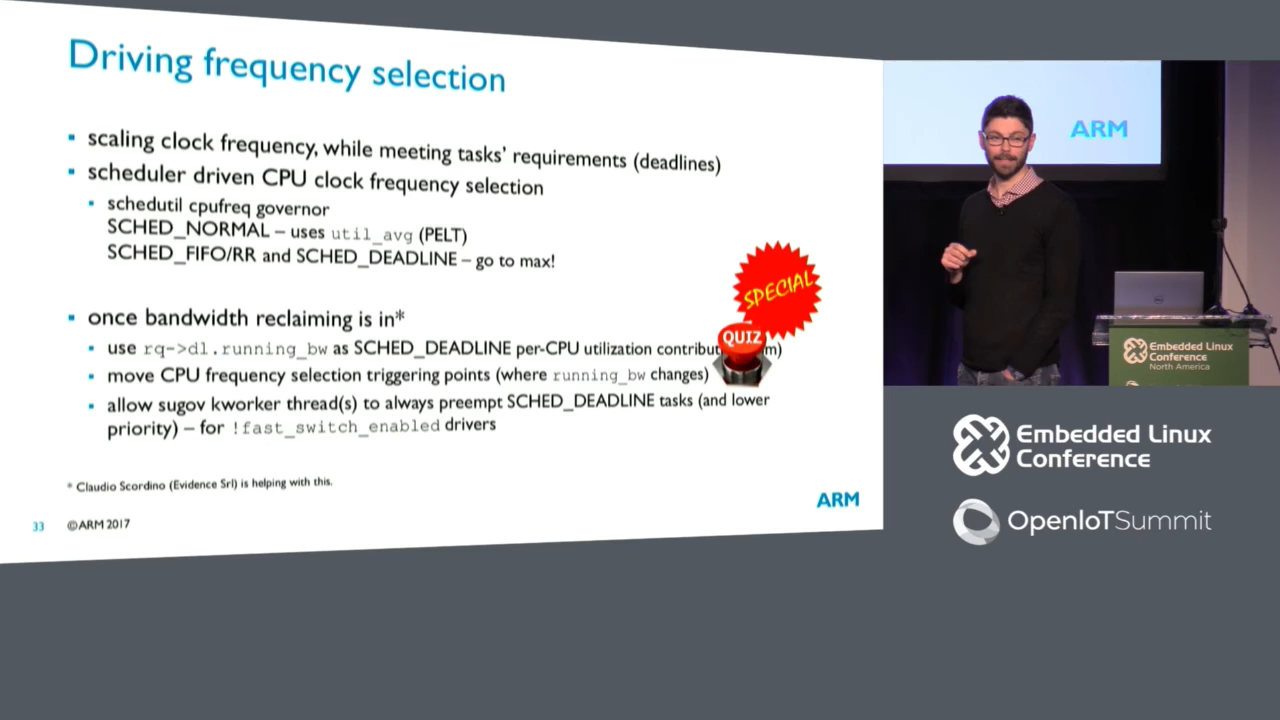 Driving frequency selection
scaling clock frequency, while meeting tasks' requirements (deadlines)
scheduler driven CPU clock frequency selection
schedutil cpufreq governor
SCHED_NORMAL – uses util_avg (PELT)
SCHED_FIFO/RR and SCHED_DEADLINE – go to max!
SPECIAL
QUIZ
once bandwidth reclaiming is in*
use rq->dl.running_bw as SCHED_DEADLINE per-CPU utilization contribut m)
move CPU frequency selection triggering points (where running_bw changes)
allow sugov kworker thread(s) to always preempt SCHED_DEADLINE tasks (and lower
priority) – for !fast_switch_enabled drivers
* Claudio Scordino (Evidence Srl) is helping with this.
ARM
33 ©ARM 2017
ARM
Embedded Linux
Conference
North America
Embedded Linux
Conference
OpenIoTSummit